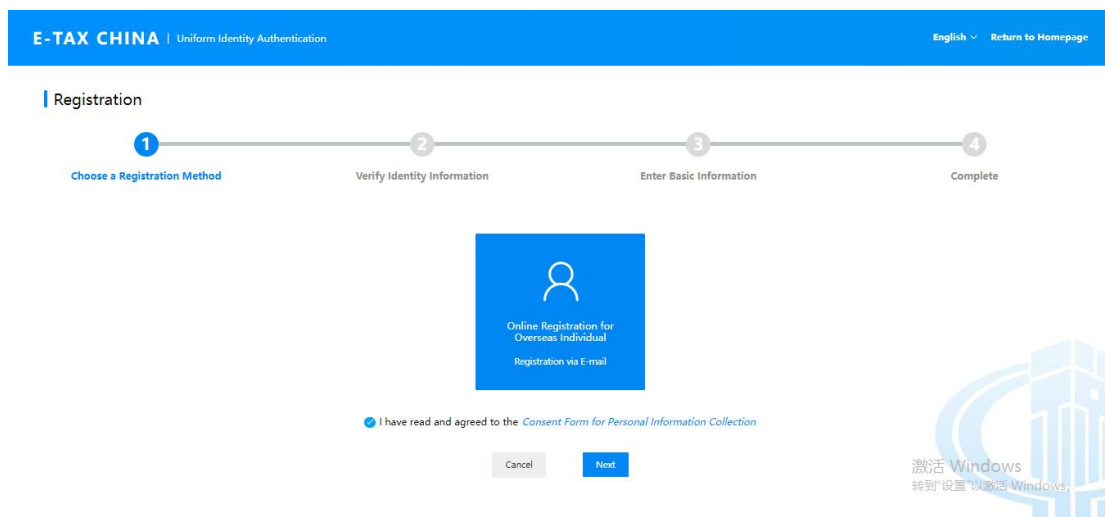 E-TAX CHINA | Uniform Identity Authentication
English Return to Homepage
Registration
1
2
3
4
Choose a Registration Method
Verify Identity Information
Enter Basic Information
Complete
Online Registration for
Overseas Individual
Registration via E-mail
I have read and agreed to the Consent Form for Personal Information Collection
Cancel
Next
激活 Windows
转到"设置"以激活 Windows。